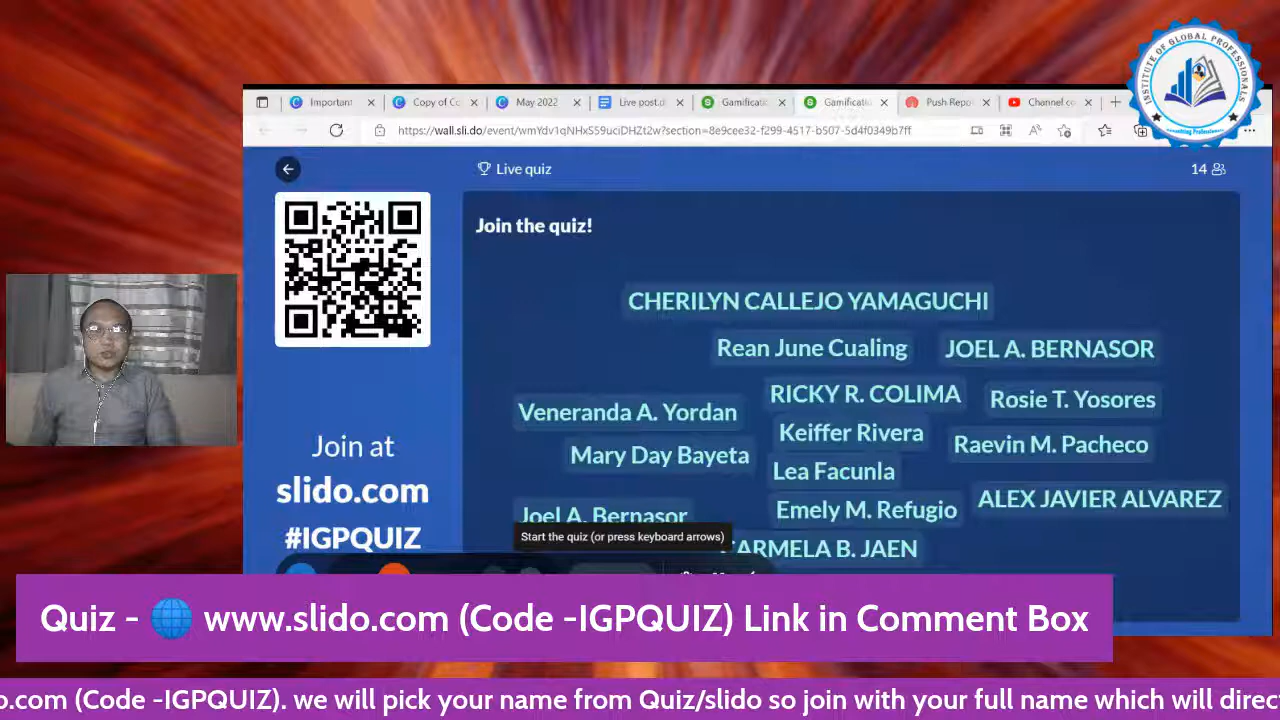 INSTITUTE OF GLOBAL PROFESSIONALS
Important
Copy of Co
May 2022
Live post.d
Gamificati
Gamificati
Push Repo
Channel co
https://wall.sli.do/event/wmYdv1qNHxS59uciDHZt2w?section=8e9cee32-f299-4517-b507-5d4f0349b7ff
Live quiz
14
Join the quiz!
CHERILYN CALLEJO YAMAGUCHI
Rean June Cualing
JOEL A. BERNASOR
RICKY R. COLIMA
Rosie T. Yosores
Veneranda A. Yordan
Keiffer Rivera
Raevin M. Pacheco
Mary Day Bayeta
Lea Facunla
ALEX JAVIER ALVAREZ
Emely M. Refugio
Joel A. Bernasor
Start the quiz (or press keyboard arrows)
ARMELA B. JAEN
Join at
slido.com
#IGPQUIZ
Quiz - 🌐 www.slido.com (Code -IGPQUIZ) Link in Comment Box
o.com (Code -IGPQUIZ). we will pick your name from Quiz/slido so join with your full name which will direc